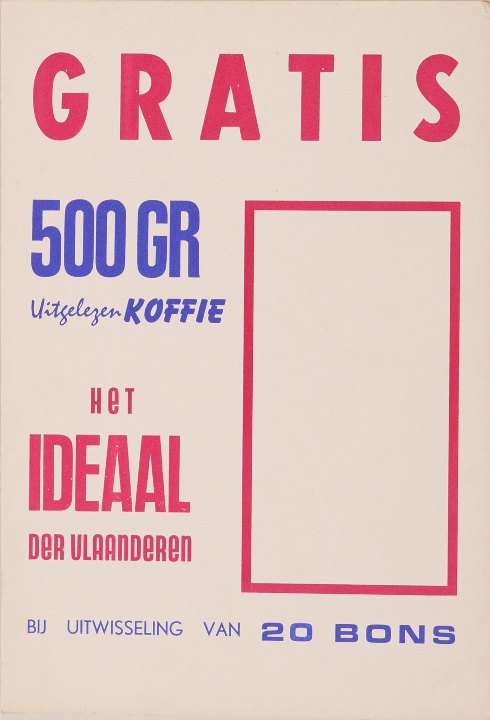 GRATIS
500 GR
Uitgelezen KOFFIE
HET
IDEAAL
DER VLAANDEREN
BIJ UITWISSELING VAN 20 BONS